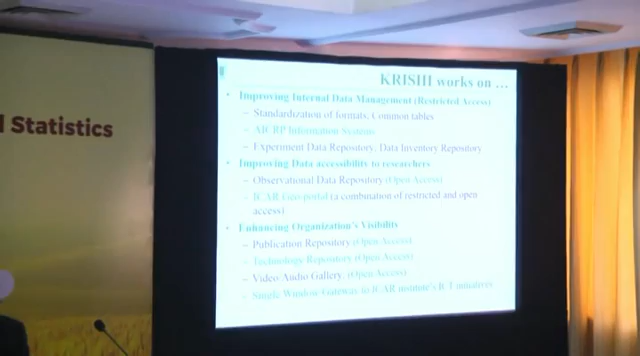 l Statistics
KRISHI works on …
• Improving Internal Data Management (Restricted Access)
– Standardization of formats, Common tables
– AICRP Information Systems
– Experiment Data Repository, Data Inventory Repository
• Improving Data accessibility to researchers
– Observational Data Repository (Open Access)
– ICAR Geo-portal (a combination of restricted and open
access)
• Enhancing Organization's Visibility
– Publication Repository (Open Access)
– Technology Repository (Open Access)
– Video Audio Gallery. (Open Access)
– Single Window Gateway to ICAR institute's ICT initiatives